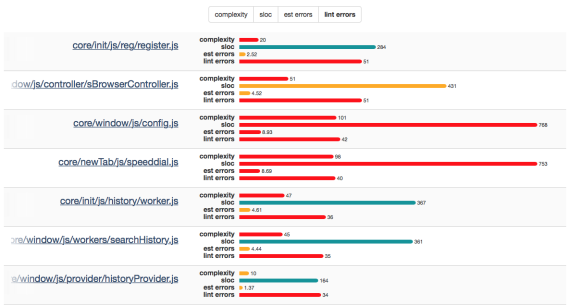 complexity sloc est errors lint errors
core/init/js/reg/register.js
complexity 20
sloc 284
est errors 2.52
lint errors 51
dow/js/controller/sBrowserController.js
complexity 51
sloc 431
est errors 4.52
lint errors 51
core/window/js/config.js
complexity 101
sloc 768
est errors 8.93
lint errors 42
core/newTab/js/speeddial.js
complexity 98
sloc 753
est errors 8.69
lint errors 40
core/init/js/history/worker.js
complexity 47
sloc 367
est errors 4.61
lint errors 36
re/window/js/workers/searchHistory.js
complexity 45
sloc 361
est errors 4.44
lint errors 35
e/window/js/provider/historyProvider.js
complexity 10
sloc 164
est errors 1.37
lint errors 34